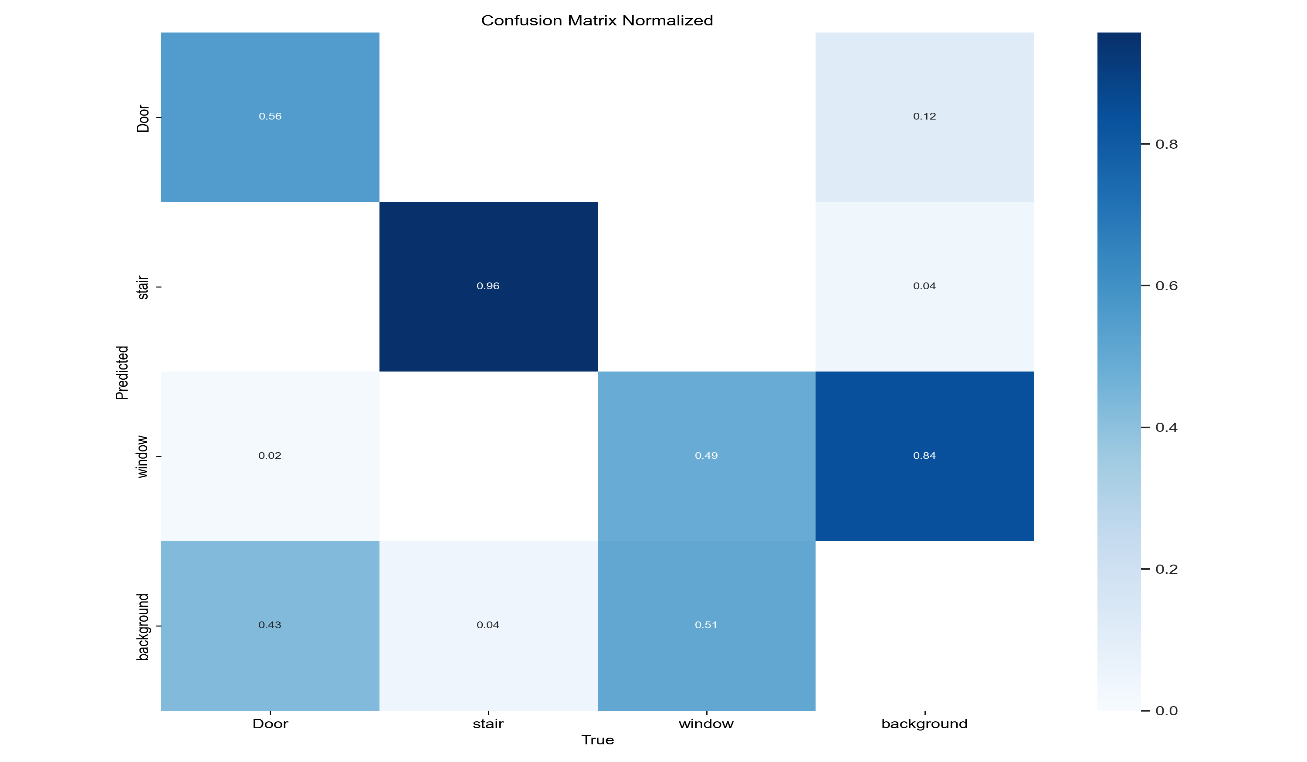 Confusion Matrix Normalized
Door
0.56
0.12
0.8
stair
0.96
0.04
0.6
Predicted
window
0.02
0.49
0.84
0.4
background
0.43
0.04
0.51
0.2
0.0
Door stair window background
True